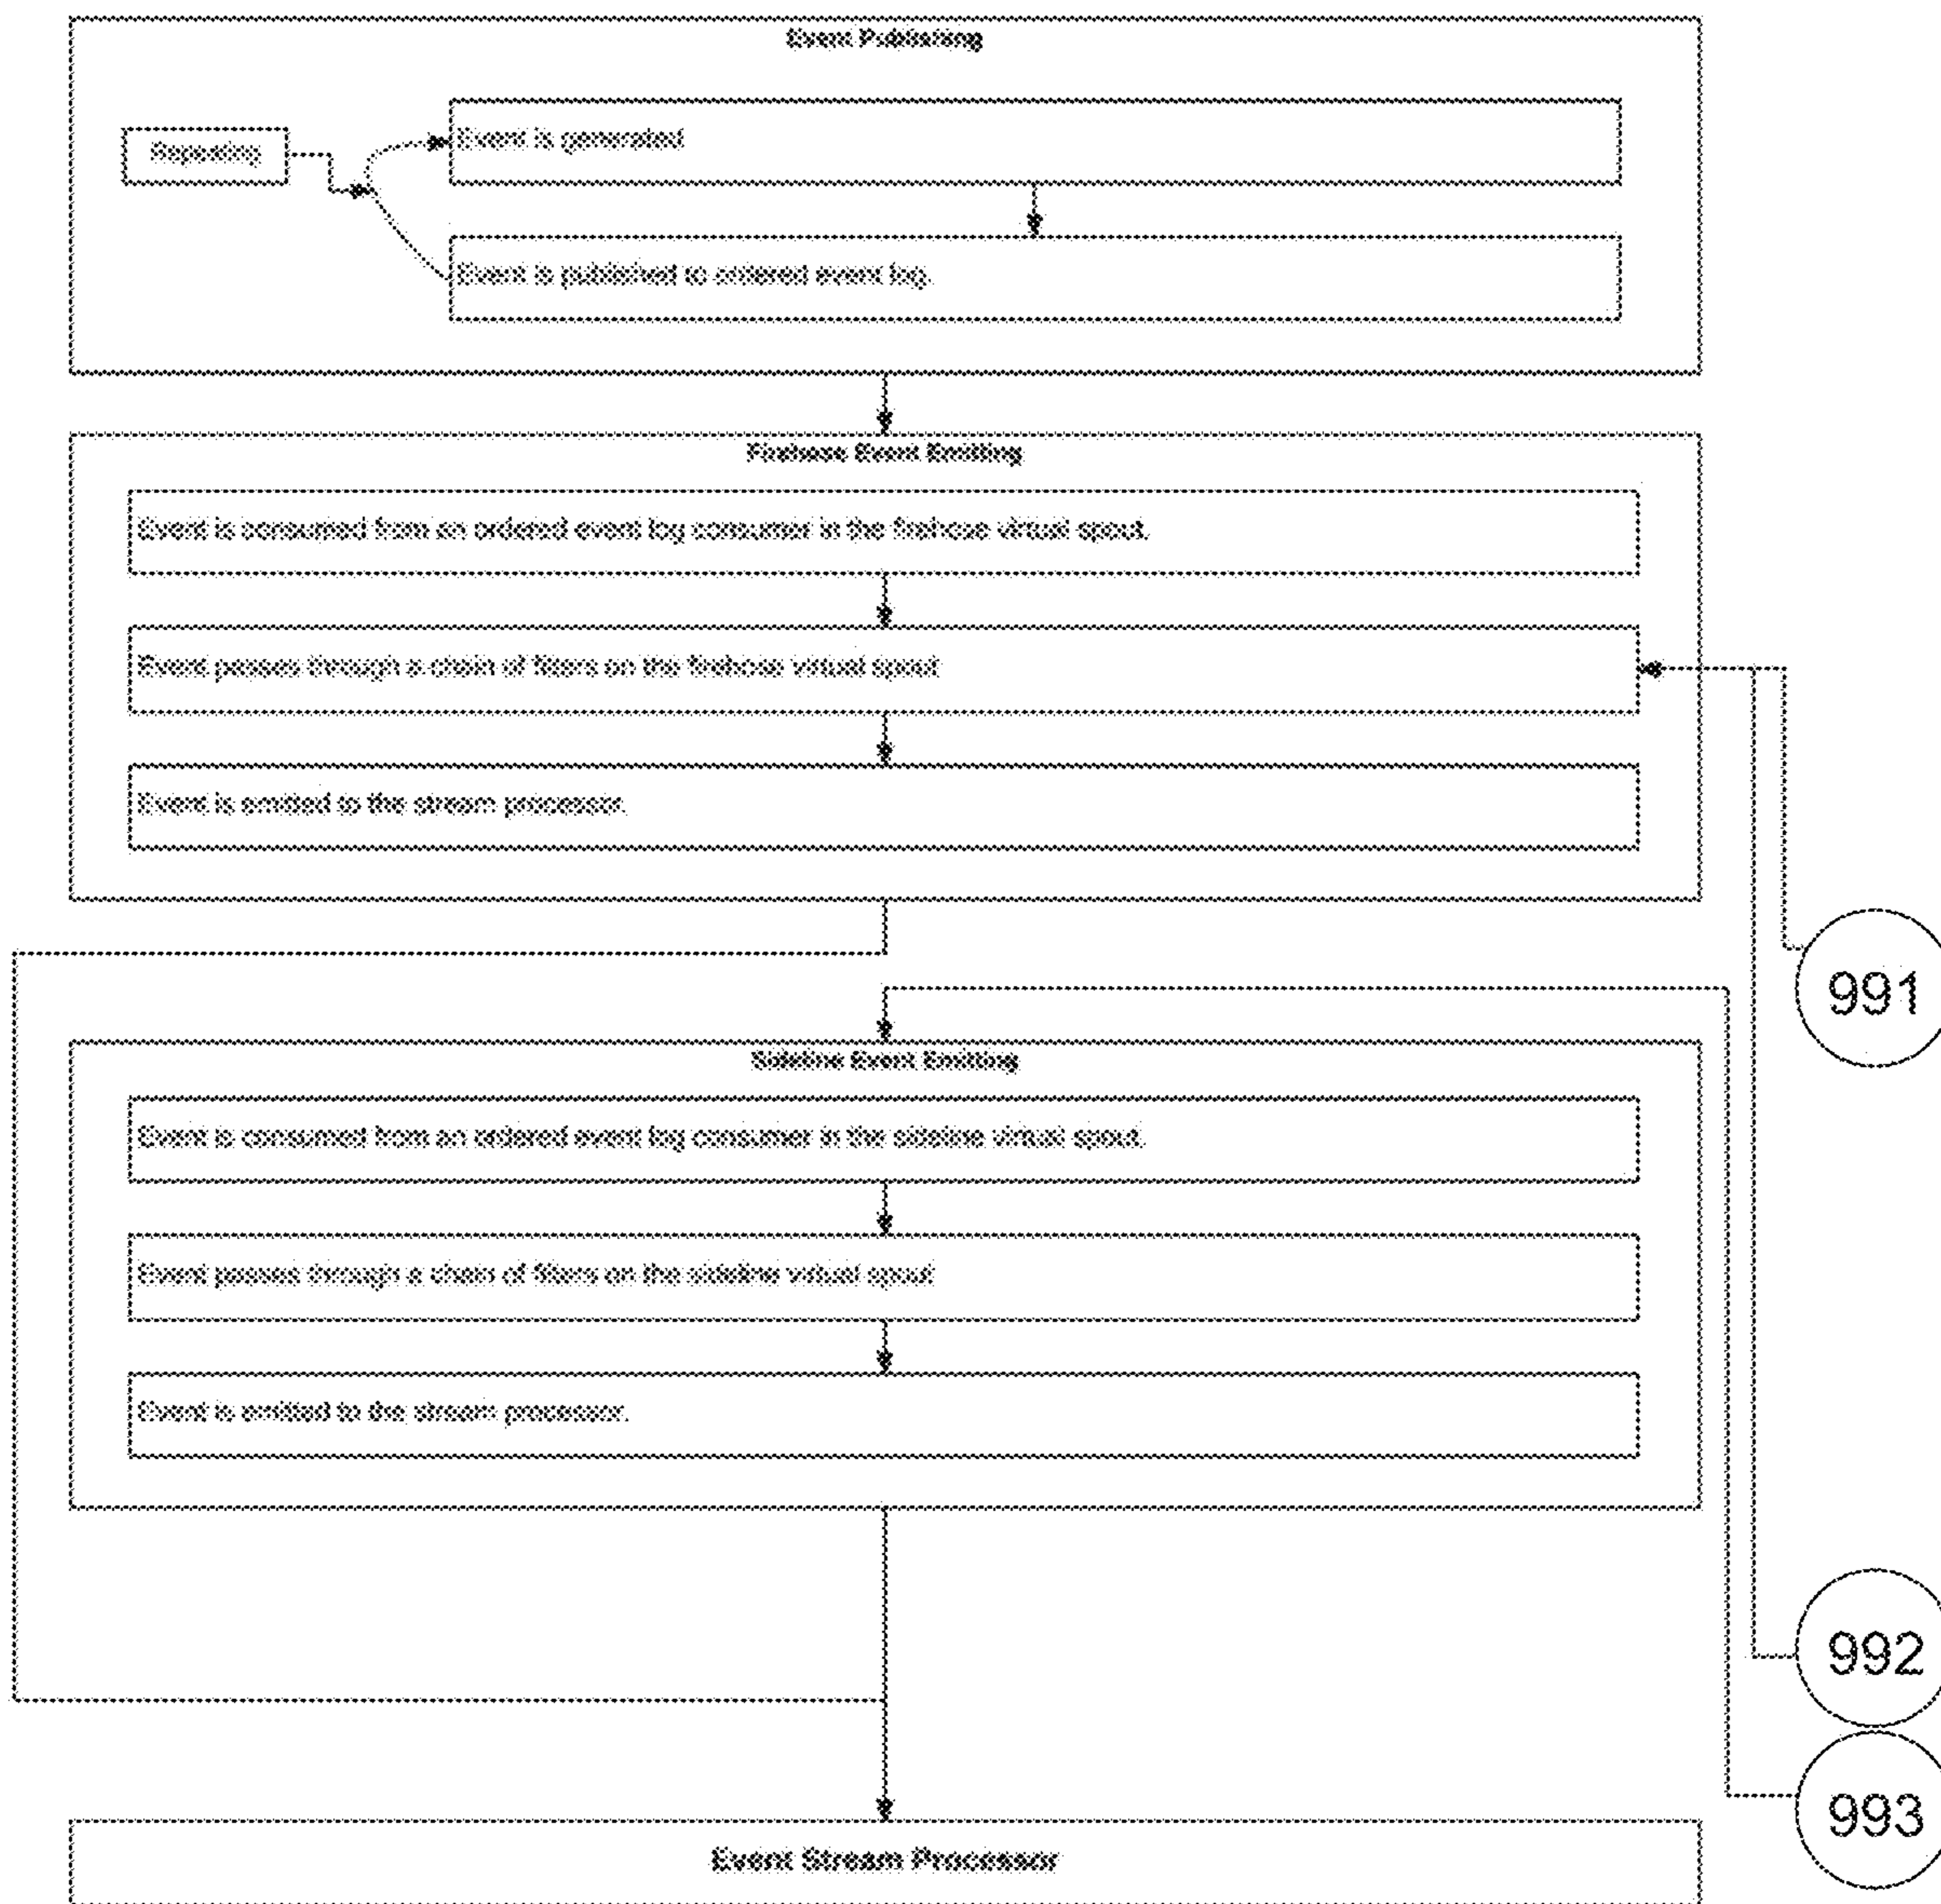 Event Publishing
Repeating
Event is generated
Event is published to ordered event log.
Firehose Event Emitting
Event is consumed from an ordered event log consumer in the firehose virtual spout.
Event passes through a chain of filters on the firehose virtual spout
Event is emitted to the stream processor.
991
Sideline Event Emitting
Event is consumed from an ordered event log consumer in the sideline virtual spout.
Event passes through a chain of filters on the sideline virtual spout
Event is emitted to the stream processor.
992
993
Event Stream Processor